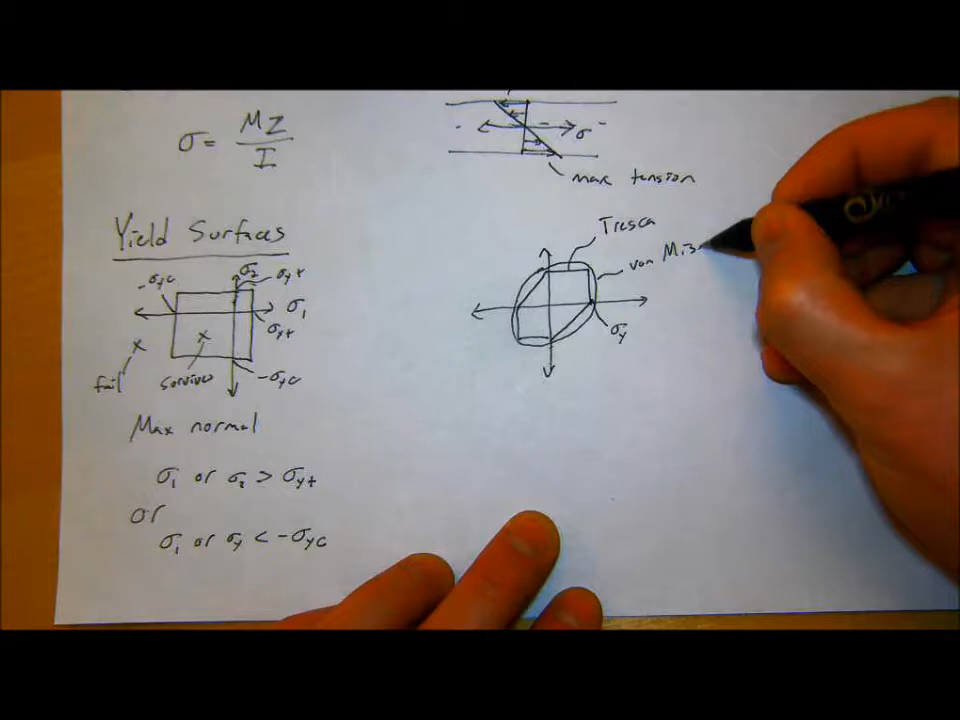 σ = MZ / I
σ
max tension
Yield Surfaces
-σyc
σ2
σyt
σ1
σyt
fail
survives
-σyc
Tresca
von Mis
σy
Max normal
σ1 or σ2 > σyt
or
σ1 or σy < -σyc